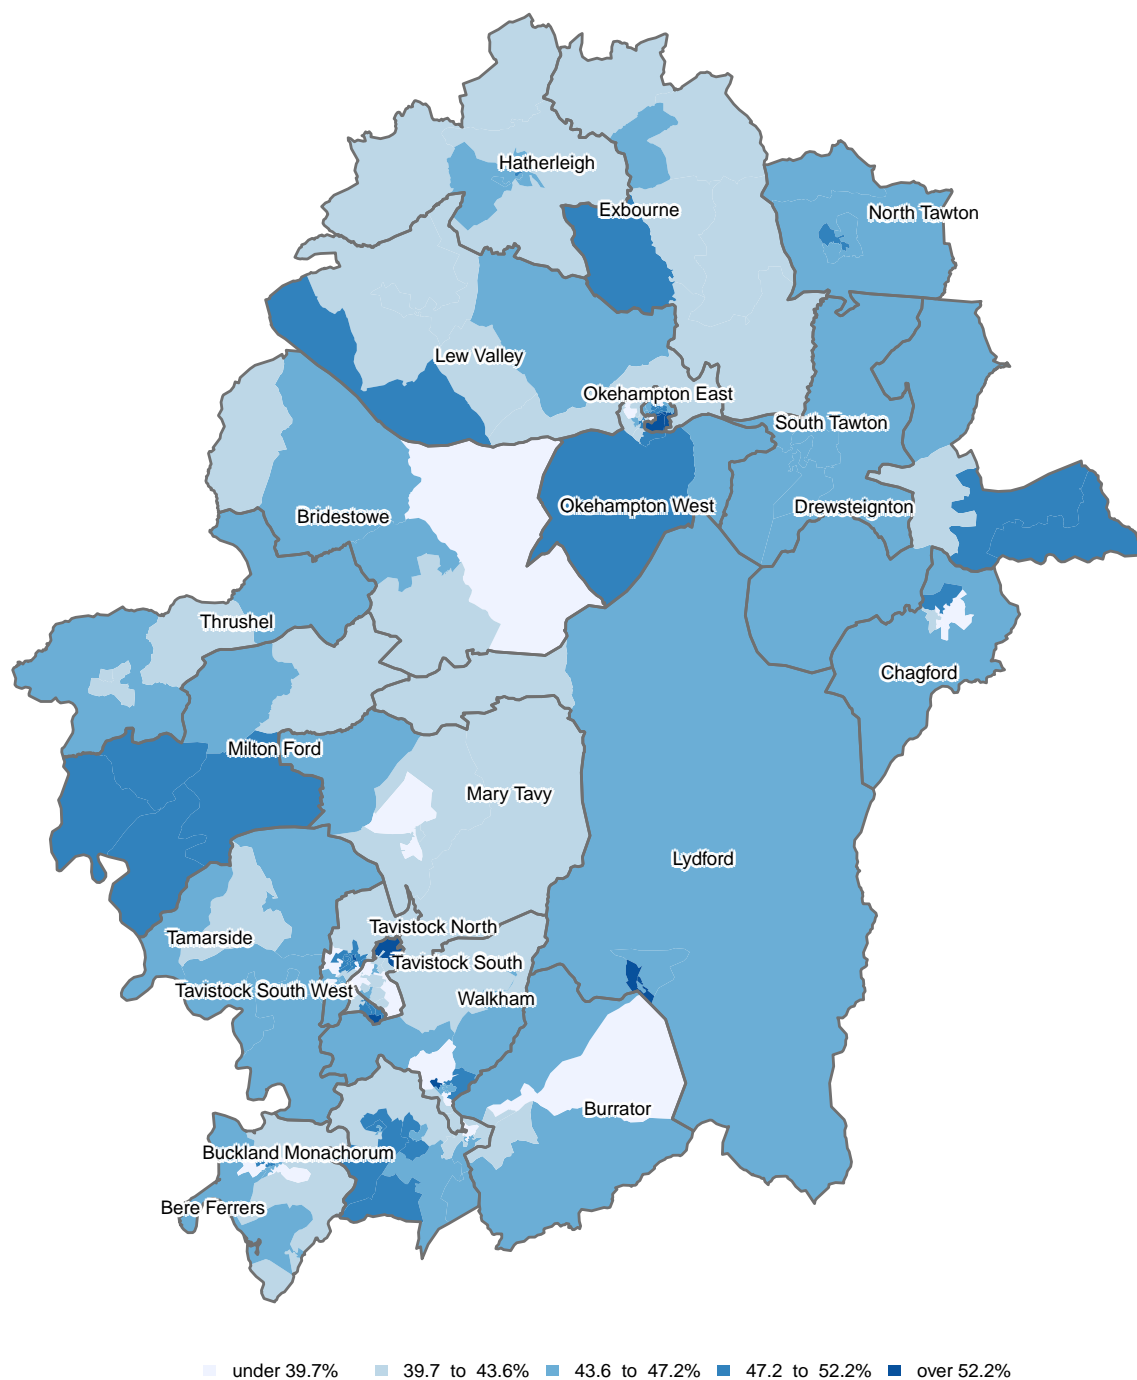 Hatherleigh
Exbourne
North Tawton
Lew Valley
Okehampton East
South Tawton
Okehampton West
Drewsteignton
Bridestowe
Thrushel
Chagford
Milton Ford
Mary Tavy
Lydford
Tavistock North
Tamarside
Tavistock South
Tavistock South West
Walkham
Burrator
Buckland Monachorum
Bere Ferrers
under 39.7% 39.7 to 43.6% 43.6 to 47.2% 47.2 to 52.2% over 52.2%